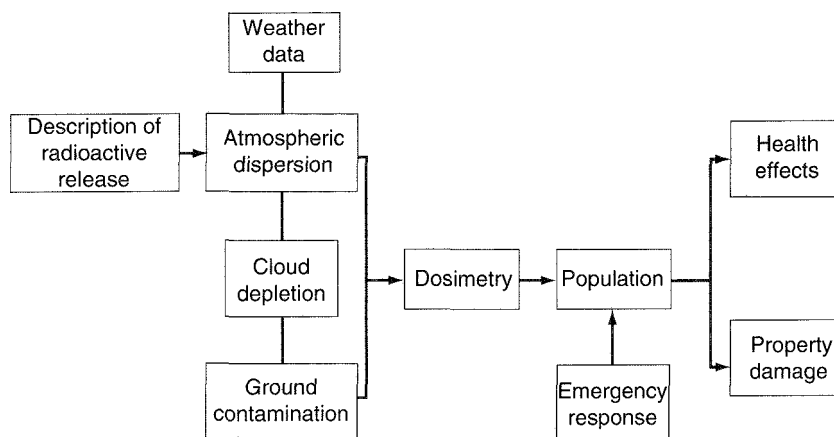 Weather
data
Description of
radioactive
release
Atmospheric
dispersion
Health
effects
Cloud
depletion
Dosimetry
Population
Ground
contamination
Emergency
response
Property
damage